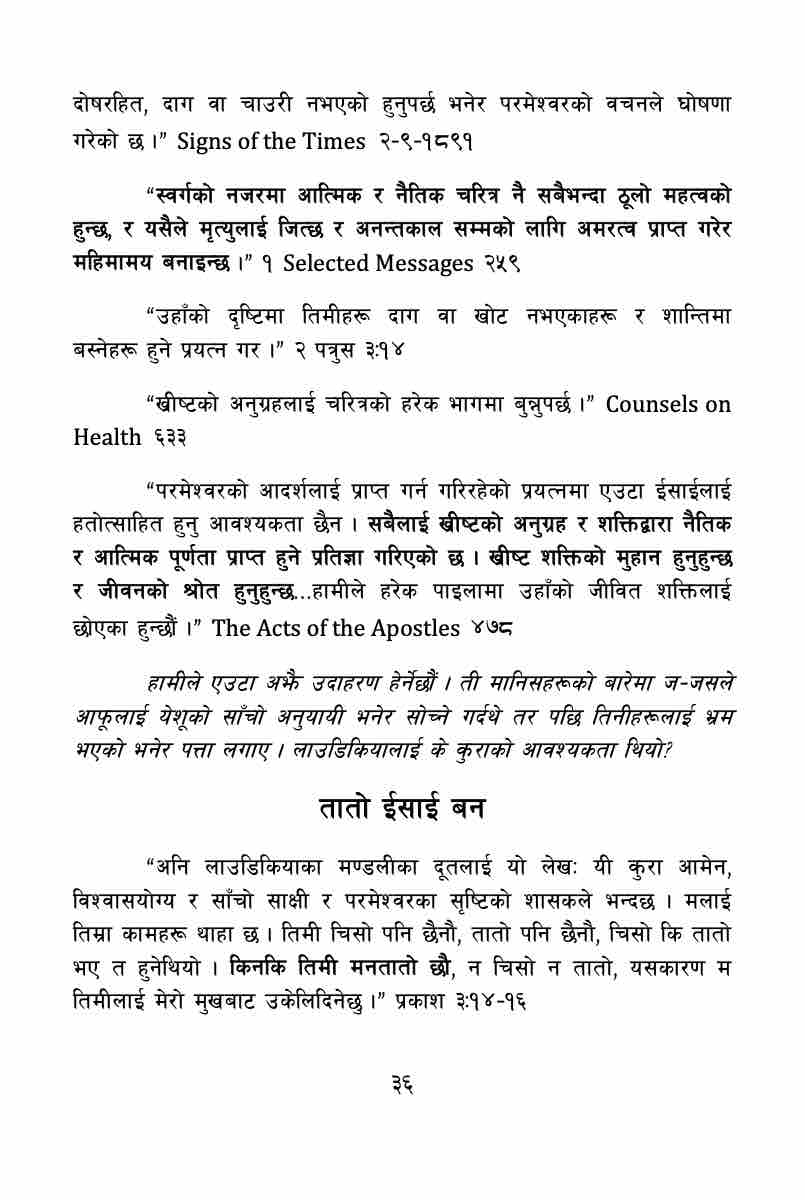 दोषरहित, दाग वा चाउरी नभएको हुनुपर्छ भनेर परमेश्वरको वचनले घोषणा
गरेको छ ।” Signs of the Times २-९-१८९१
“स्वर्गको नजरमा आत्मिक र नैतिक चरित्र नै सबैभन्दा ठूलो महत्वको
हुन्छ, र यसैले मृत्युलाई जित्छ र अनन्तकाल सम्मको लागि अमरत्व प्राप्त गरेर
महिमामय बनाइन्छ ।” १ Selected Messages २५९
“उहाँको दृष्टिमा तिमीहरू दाग वा खोट नभएकाहरू र शान्तिमा
बस्नेहरू हुने प्रयत्न गर ।” २ पत्रुस ३:१४
“ख्रीष्टको अनुग्रहलाई चरित्रको हरेक भागमा बुन्नुपर्छ ।” Counsels on
Health ६३३
“परमेश्वरको आदर्शलाई प्राप्त गर्न गरिरहेको प्रयत्नमा एउटा ईसाईलाई
हतोत्साहित हुनु आवश्यकता छैन । सबैलाई ख्रीष्टको अनुग्रह र शक्तिद्वारा नैतिक
र आत्मिक पूर्णता प्राप्त हुने प्रतिज्ञा गरिएको छ । ख्रीष्ट शक्तिको मुहान हुनुहुन्छ
र जीवनको श्रोत हुनुहुन्छ...हामीले हरेक पाइलामा उहाँको जीवित शक्तिलाई
छोएका हुन्छौं ।” The Acts of the Apostles ४७८
हामीले एउटा अझै उदाहरण हेर्नेछौं । ती मानिसहरूको बारेमा ज-जसले
आफूलाई येशूको साँचो अनुयायी भनेर सोच्ने गर्दथे तर पछि तिनीहरूलाई भ्रम
भएको भनेर पत्ता लगाए । लाउडिकियालाई के कुराको आवश्यकता थियो?
तातो ईसाई बन
“अनि लाउडिकियाका मण्डलीका दूतलाई यो लेखः यी कुरा आमेन,
विश्वासयोग्य र साँचो साक्षी र परमेश्वरका सृष्टिको शासकले भन्दछ । मलाई
तिम्रा कामहरू थाहा छ । तिमी चिसो पनि छैनौ, तातो पनि छैनौ, चिसो कि तातो
भए त हुनेथियो । किनकि तिमी मनतातो छौ, न चिसो न तातो, यसकारण म
तिमीलाई मेरो मुखबाट उकेलिदिनेछु ।” प्रकाश ३:१४-१६
३६